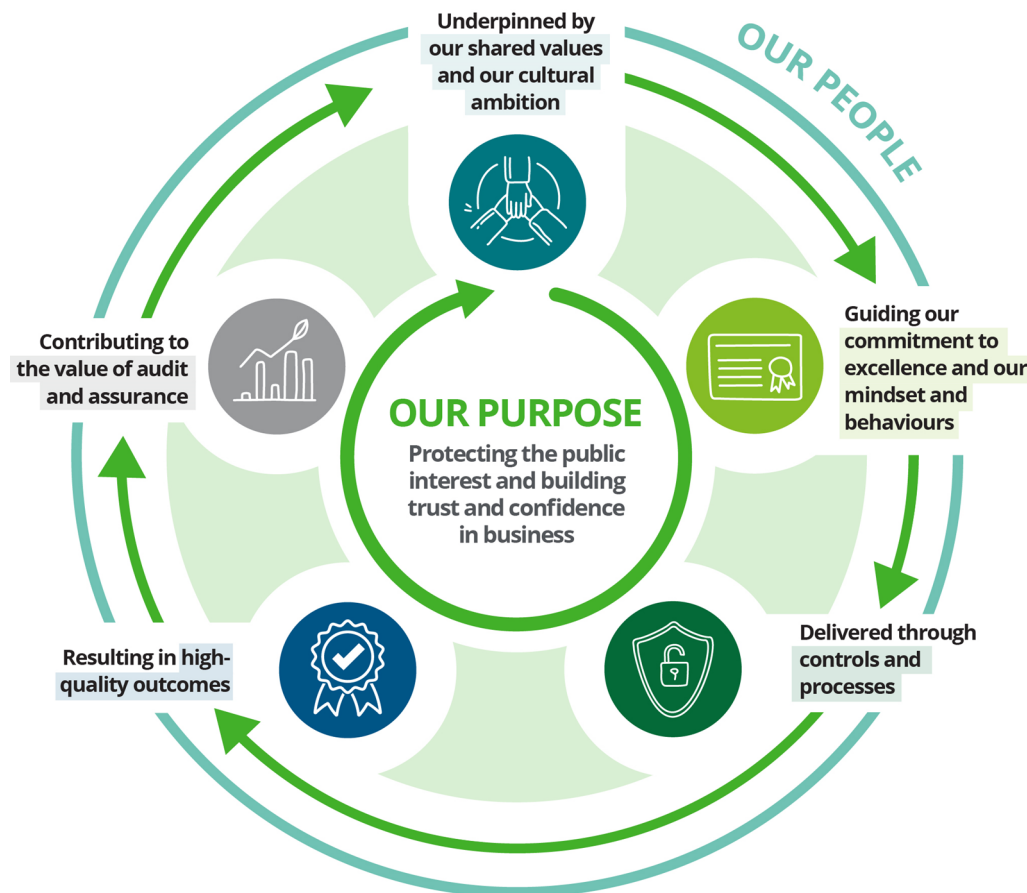 Underpinned by
our shared values
and our cultural
ambition
OUR PEOPLE
Guiding our
commitment to
excellence and our
mindset and
behaviours
Contributing to
the value of audit
and assurance
OUR PURPOSE
Protecting the public
interest and building
trust and confidence
in business
Delivered through
controls and
processes
Resulting in high-
quality outcomes